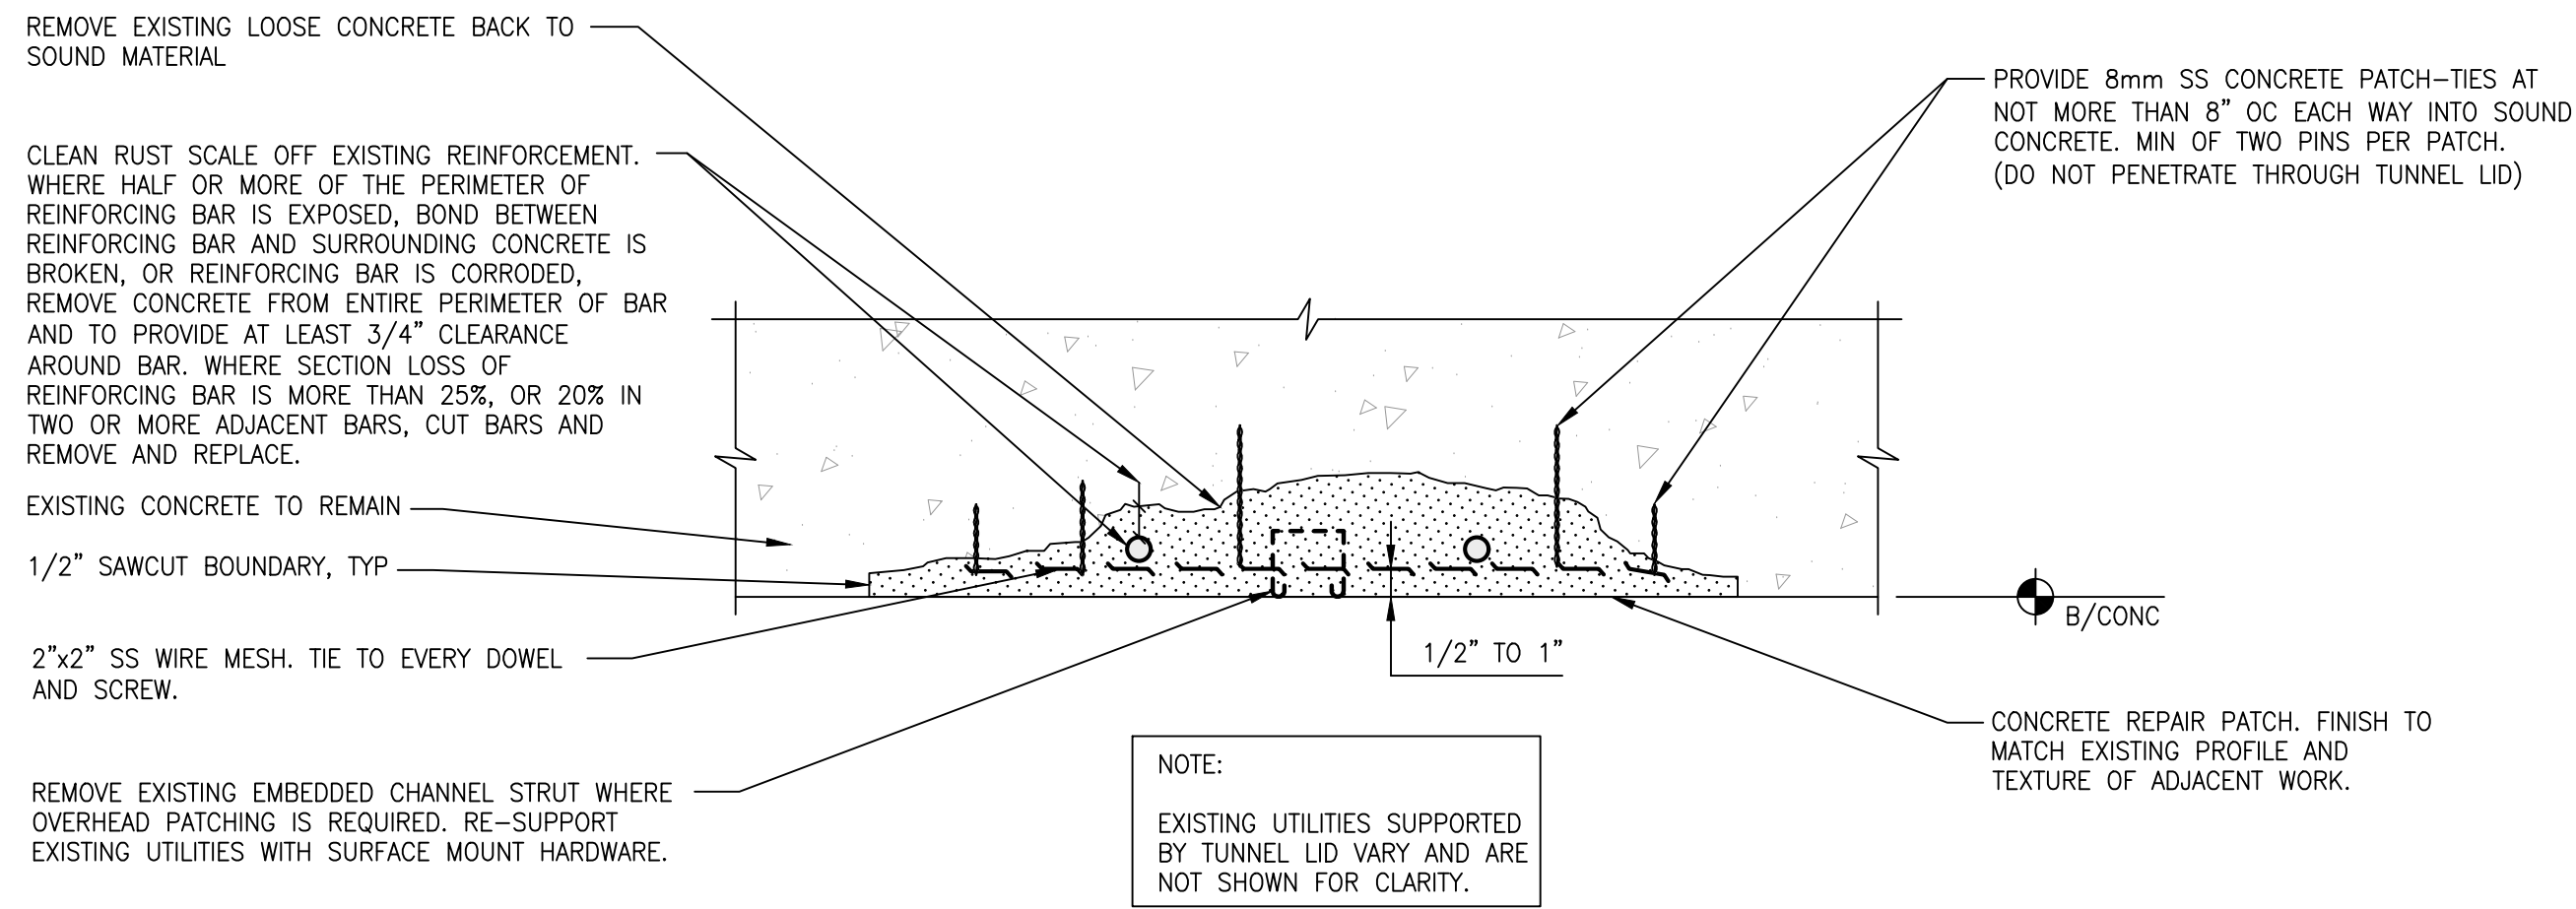 REMOVE EXISTING LOOSE CONCRETE BACK TO
SOUND MATERIAL
CLEAN RUST SCALE OFF EXISTING REINFORCEMENT.
WHERE HALF OR MORE OF THE PERIMETER OF
REINFORCING BAR IS EXPOSED, BOND BETWEEN
REINFORCING BAR AND SURROUNDING CONCRETE IS
BROKEN, OR REINFORCING BAR IS CORRODED,
REMOVE CONCRETE FROM ENTIRE PERIMETER OF BAR
AND TO PROVIDE AT LEAST 3/4" CLEARANCE
AROUND BAR. WHERE SECTION LOSS OF
REINFORCING BAR IS MORE THAN 25%, OR 20% IN
TWO OR MORE ADJACENT BARS, CUT BARS AND
REMOVE AND REPLACE.
EXISTING CONCRETE TO REMAIN
1/2" SAWCUT BOUNDARY, TYP
2"x2" SS WIRE MESH. TIE TO EVERY DOWEL
AND SCREW.
REMOVE EXISTING EMBEDDED CHANNEL STRUT WHERE
OVERHEAD PATCHING IS REQUIRED. RE-SUPPORT
EXISTING UTILITIES WITH SURFACE MOUNT HARDWARE.
1/2" TO 1"
NOTE:
EXISTING UTILITIES SUPPORTED
BY TUNNEL LID VARY AND ARE
NOT SHOWN FOR CLARITY.
PROVIDE 8mm SS CONCRETE PATCH-TIES AT
NOT MORE THAN 8" OC EACH WAY INTO SOUND
CONCRETE. MIN OF TWO PINS PER PATCH.
(DO NOT PENETRATE THROUGH TUNNEL LID)
B/CONC
CONCRETE REPAIR PATCH. FINISH TO
MATCH EXISTING PROFILE AND
TEXTURE OF ADJACENT WORK.